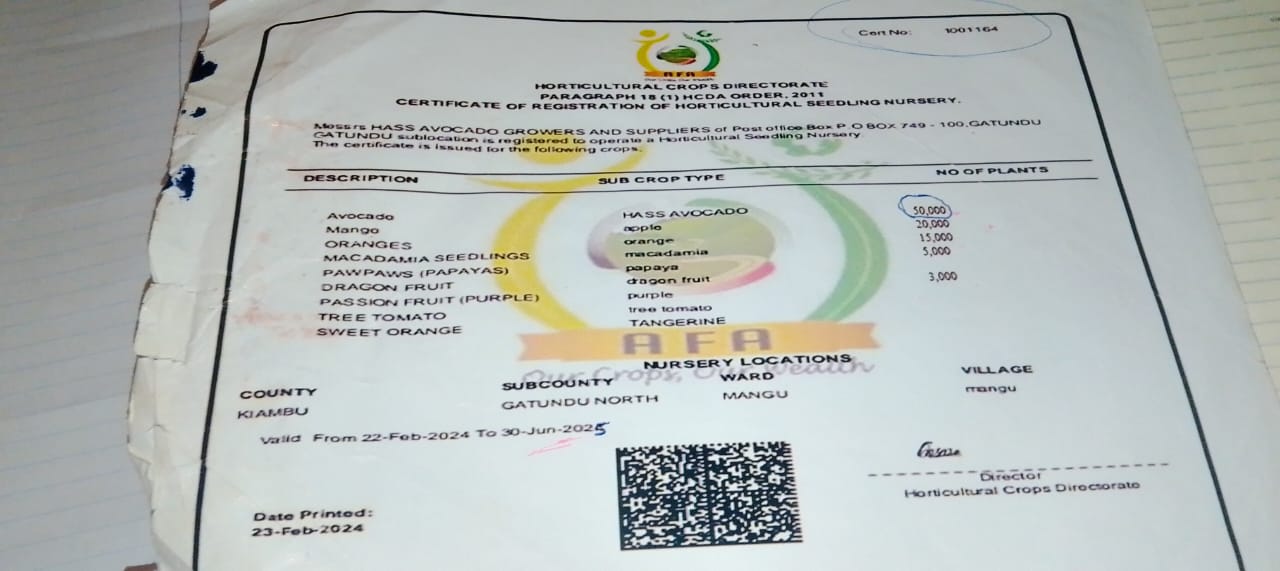 Cert No: 1001164
AFA
Our Crops, Our Wealth
HORTICULTURAL CROPS DIRECTORATE
PARAGRAPH 18 (1) HCDA ORDER, 2011
CERTIFICATE OF REGISTRATION OF HORTICULTURAL SEEDLING NURSERY.
Messrs HASS AVOCADO GROWERS AND SUPPLIERS of Post office Box P.O BOX 749 - 100,GATUNDU
GATUNDU sublocation is registered to operate a Horticultural Seedling Nursery.
The certificate is issued for the following crops.
DESCRIPTION SUB CROP TYPE NO OF PLANTS
Avocado HASS AVOCADO 50,000
Mango apple 20,000
ORANGES orange 15,000
MACADAMIA SEEDLINGS macadamia 5,000
PAWPAWS (PAPAYAS) papaya
DRAGON FRUIT dragon fruit 3,000
PASSION FRUIT (PURPLE) purple
TREE TOMATO tree tomato
SWEET ORANGE TANGERINE
AFA
Our Crops, Our Wealth
NURSERY LOCATIONS
COUNTY SUBCOUNTY WARD VILLAGE
KIAMBU GATUNDU NORTH MANGU mangu
Valid From 22-Feb-2024 To 30-Jun-2025
Director
Horticultural Crops Directorate
Date Printed:
23-Feb-2024